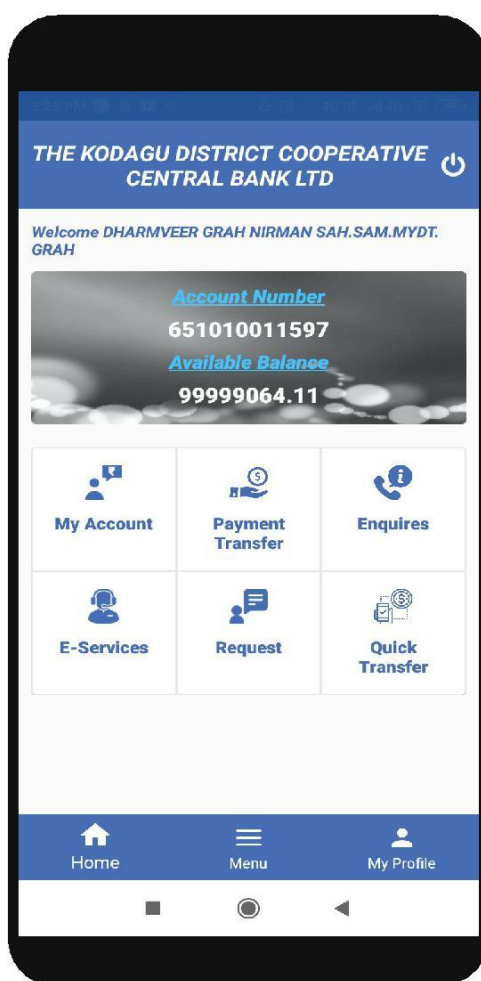 THE KODAGU DISTRICT COOPERATIVE
CENTRAL BANK LTD
Welcome DHARMVEER GRAH NIRMAN SAH.SAM.MYDT.
GRAH
Account Number
651010011597
Available Balance
99999064.11
My Account
Payment
Transfer
Enquires
E-Services
Request
Quick
Transfer
Home
Menu
My Profile